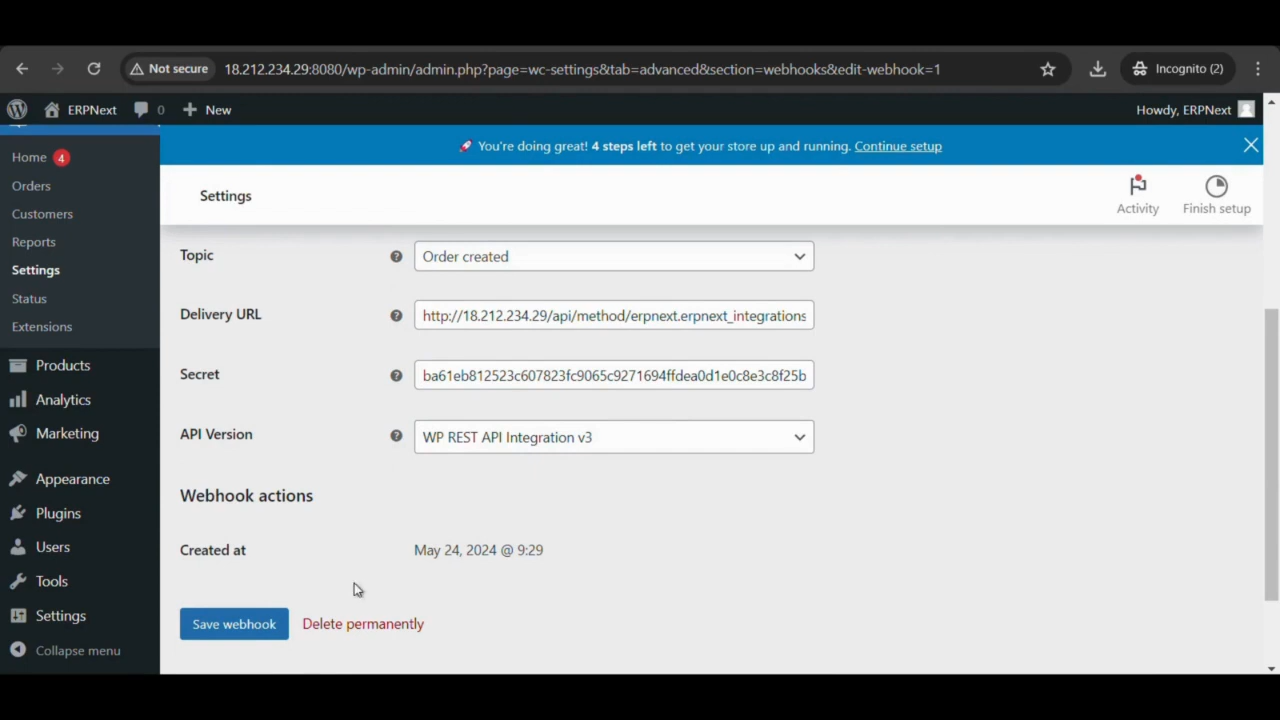 Not secure 18.212.234.29:8080/wp-admin/admin.php?page=wc-settings&tab=advanced&section=webhooks&edit-webhook=1 Incognito (2)
ERPNext 0 New Howdy, ERPNext
Home 4
Orders
Customers
Reports
Settings
Status
Extensions
Products
Analytics
Marketing
Appearance
Plugins
Users
Tools
Settings
Collapse menu
You're doing great! 4 steps left to get your store up and running. Continue setup
Settings
Activity Finish setup
Topic Order created
Delivery URL http://18.212.234.29/api/method/erpnext.erpnext_integrations
Secret ba61eb812523c607823fc9065c9271694ffdea0d1e0c8e3c8f25b
API Version WP REST API Integration v3
Webhook actions
Created at May 24, 2024 @ 9:29
Save webhook Delete permanently